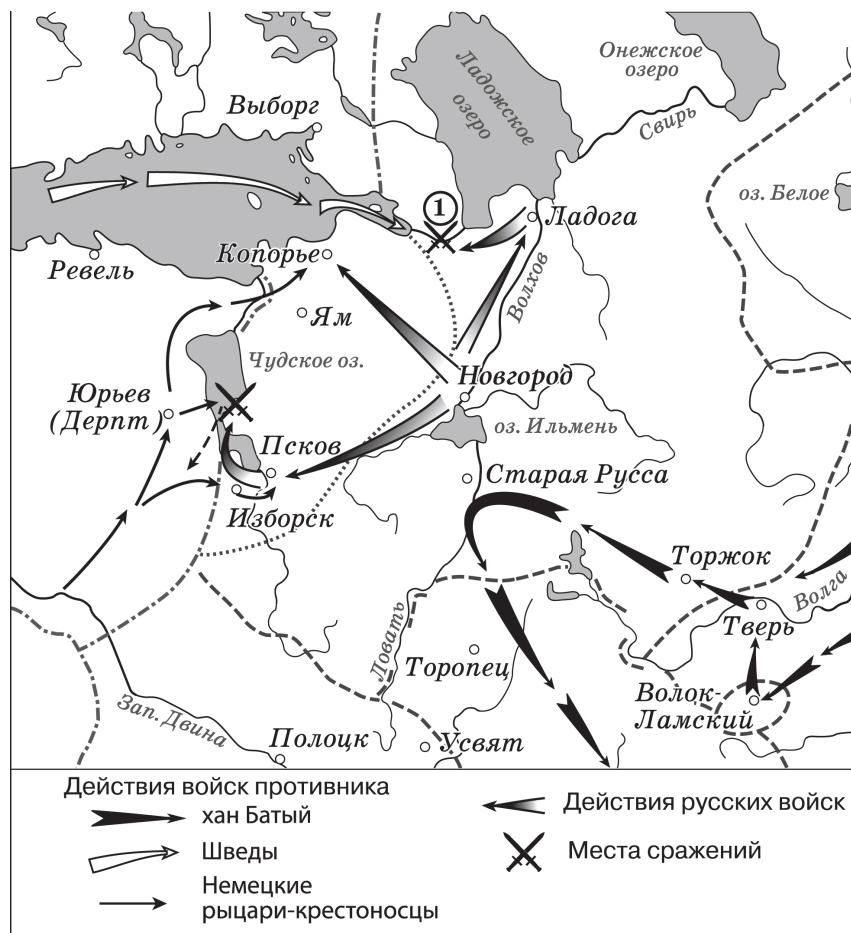 Онежское
озеро
Ладожское
озеро
Выборг
Свирь
оз. Белое
1
Ладога
Копорье
Ревель
Волхов
Ям
Чудское оз.
Новгород
Юрьев
(Дерпт)
оз. Ильмень
Псков
Старая Русса
Изборск
Торжок
Волга
Тверь
Ловать
Торопец
Волок-
Ламский
Зап. Двина
Полоцк
Усвят
Действия войск противника
хан Батый
Шведы
Немецкие
рыцари-крестоносцы
Действия русских войск
Места сражений